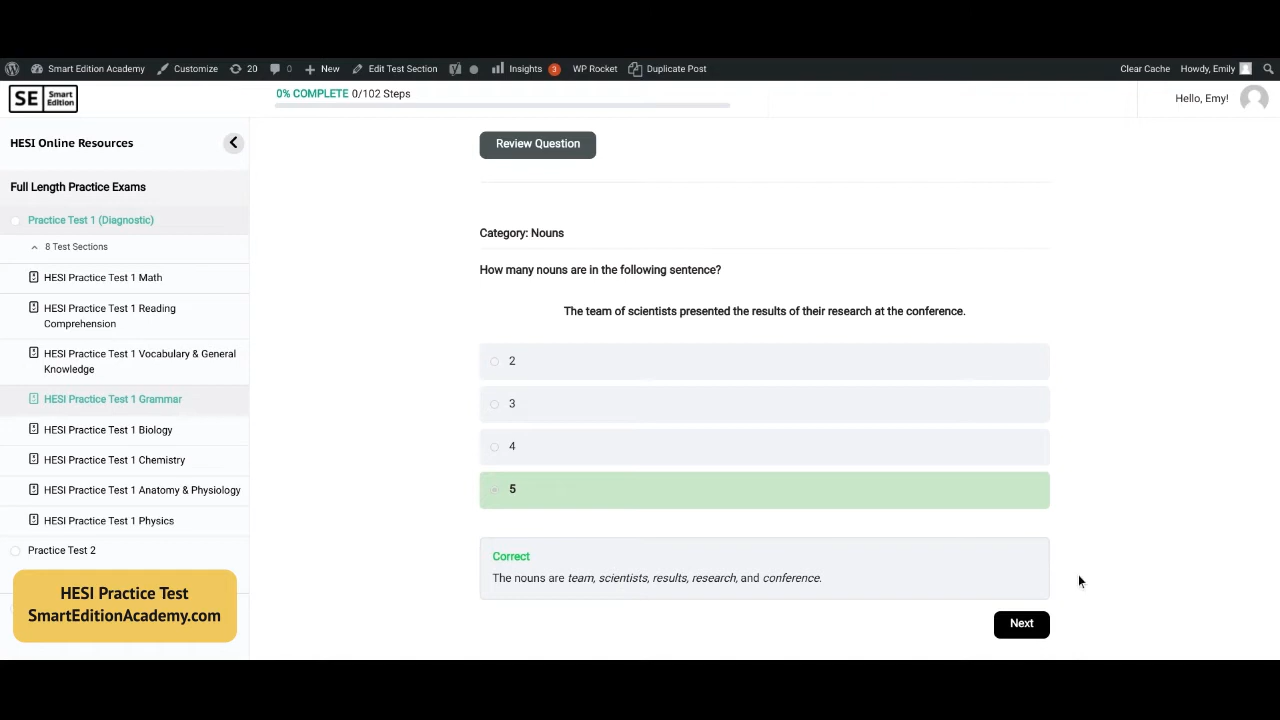 Smart Edition Academy Customize 20 0 New Edit Test Section Insights 3 WP Rocket Duplicate Post Clear Cache Howdy, Emily
SE Smart Edition
0% COMPLETE 0/102 Steps
Hello, Emy!
HESI Online Resources
Full Length Practice Exams
Practice Test 1 (Diagnostic)
8 Test Sections
HESI Practice Test 1 Math
HESI Practice Test 1 Reading
Comprehension
HESI Practice Test 1 Vocabulary & General
Knowledge
HESI Practice Test 1 Grammar
HESI Practice Test 1 Biology
HESI Practice Test 1 Chemistry
HESI Practice Test 1 Anatomy & Physiology
HESI Practice Test 1 Physics
Practice Test 2
HESI Practice Test
SmartEditionAcademy.com
Review Question
Category: Nouns
How many nouns are in the following sentence?
The team of scientists presented the results of their research at the conference.
2
3
4
5
Correct
The nouns are team, scientists, results, research, and conference.
Next